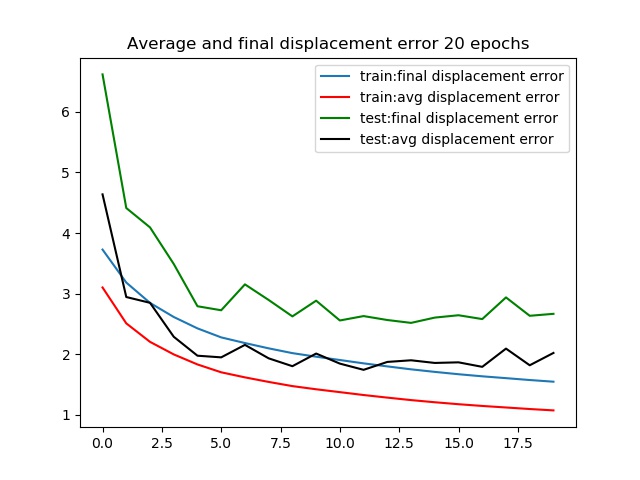 Average and final displacement error 20 epochs
train:final displacement error
train:avg displacement error
test:final displacement error
test:avg displacement error
6
5
4
3
2
1
0.0 2.5 5.0 7.5 10.0 12.5 15.0 17.5